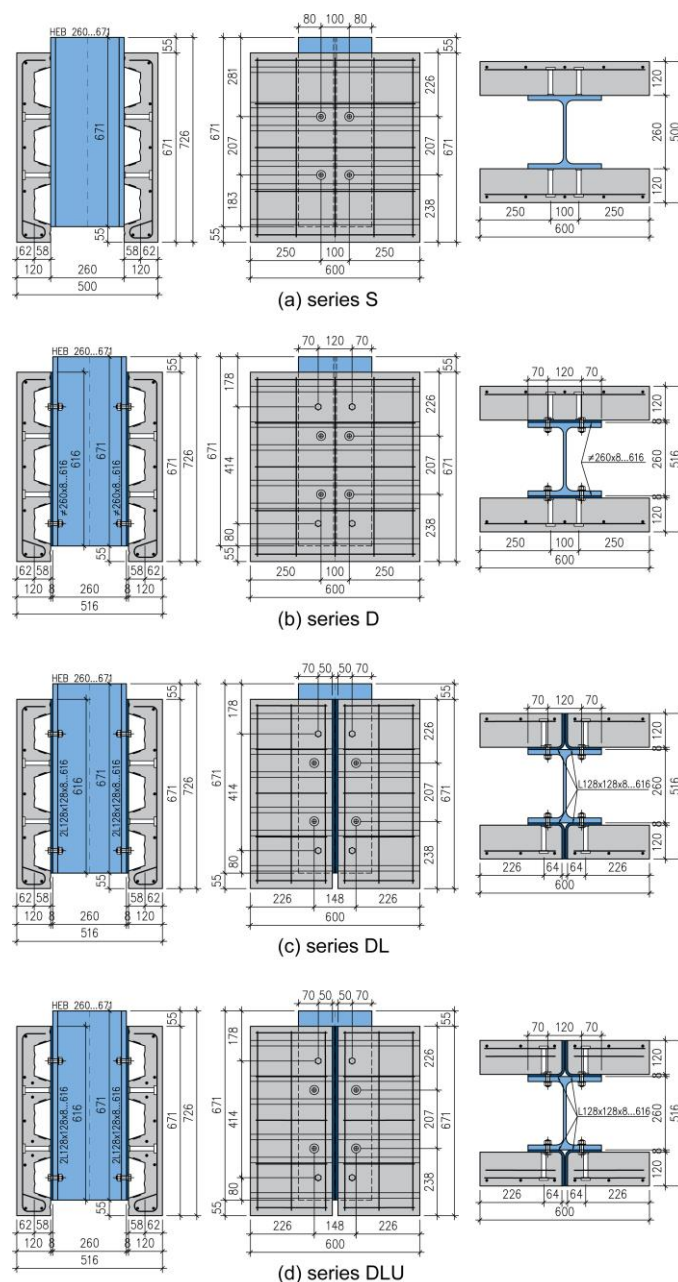 80 100 80
HEB 260...671
55
671
671
726
55
62 58
58 62
120 260 120
500
281
671
207
183
55
226
207
671
238
250 100 250
600
120
260
500
120
250 100 250
600
(a) series S
70 120 70
HEB 260...671
55
616
671
≠260x8...616
≠260x8...616
671
726
55
62 58
58 62
120 8 260 8 120
516
178
671
414
80
55
226
207
671
238
250 100 250
600
70 120 70
120
8
260
516
8
120
≠260x8...616
250 100 250
600
(b) series D
70 50 50 70
HEB 260...671
55
616
671
2L128x128x8...616
2L128x128x8...616
671
726
55
62 58
58 62
120 8 260 8 120
516
178
671
414
80
55
226
207
671
238
226 148 226
600
70 120 70
120
8
260
516
8
120
L128x128x8...616
226 64 64 226
600
(c) series DL
70 50 50 70
HEB 260...671
55
616
671
2L128x128x8...616
2L128x128x8...616
671
726
55
62 58
58 62
120 8 260 8 120
516
178
671
414
80
55
226
207
671
238
226 148 226
600
70 120 70
120
8
260
516
8
120
L128x128x8...616
226 64 64 226
600
(d) series DLU